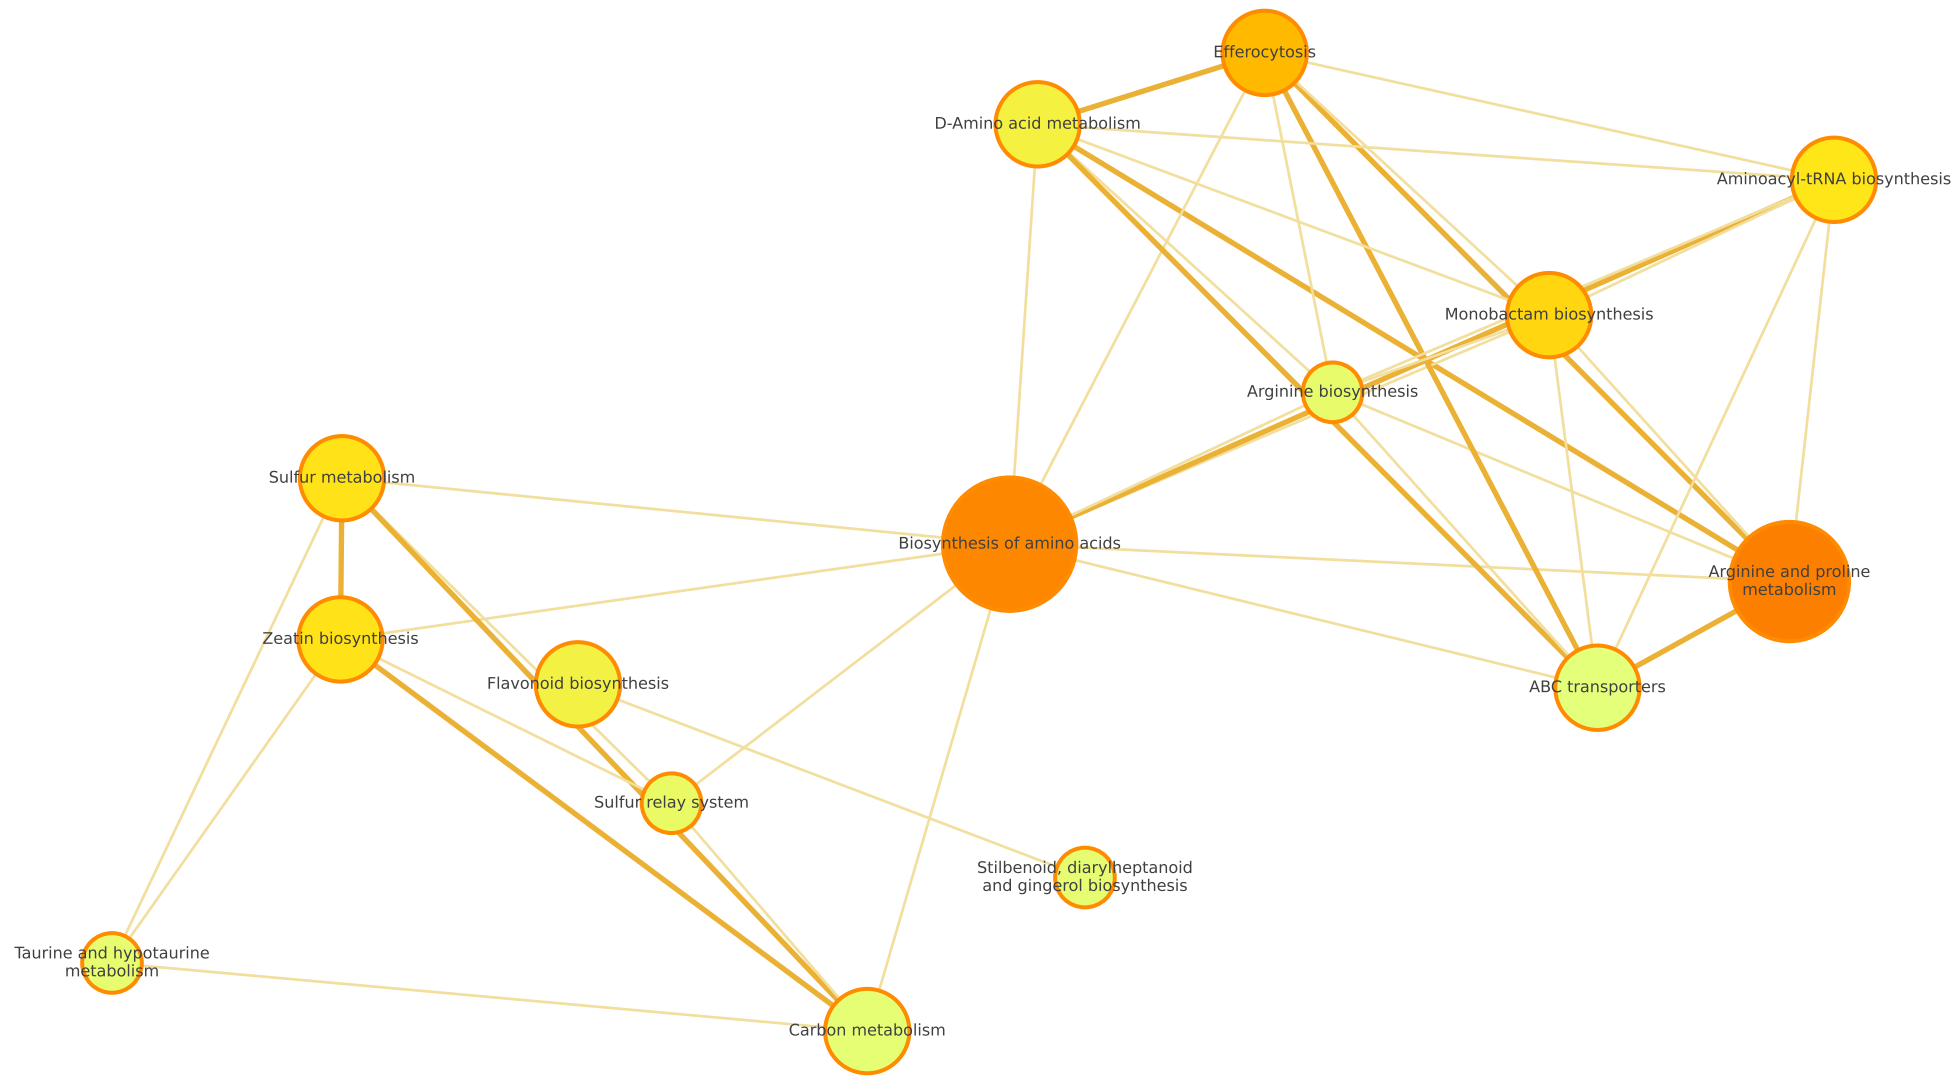 Efferocytosis
D-Amino acid metabolism
Aminoacyl-tRNA biosynthesis
Monobactam biosynthesis
Arginine biosynthesis
Sulfur metabolism
Biosynthesis of amino acids
Arginine and proline
metabolism
Zeatin biosynthesis
Flavonoid biosynthesis
ABC transporters
Sulfur relay system
Stilbenoid, diarylheptanoid
and gingerol biosynthesis
Taurine and hypotaurine
metabolism
Carbon metabolism